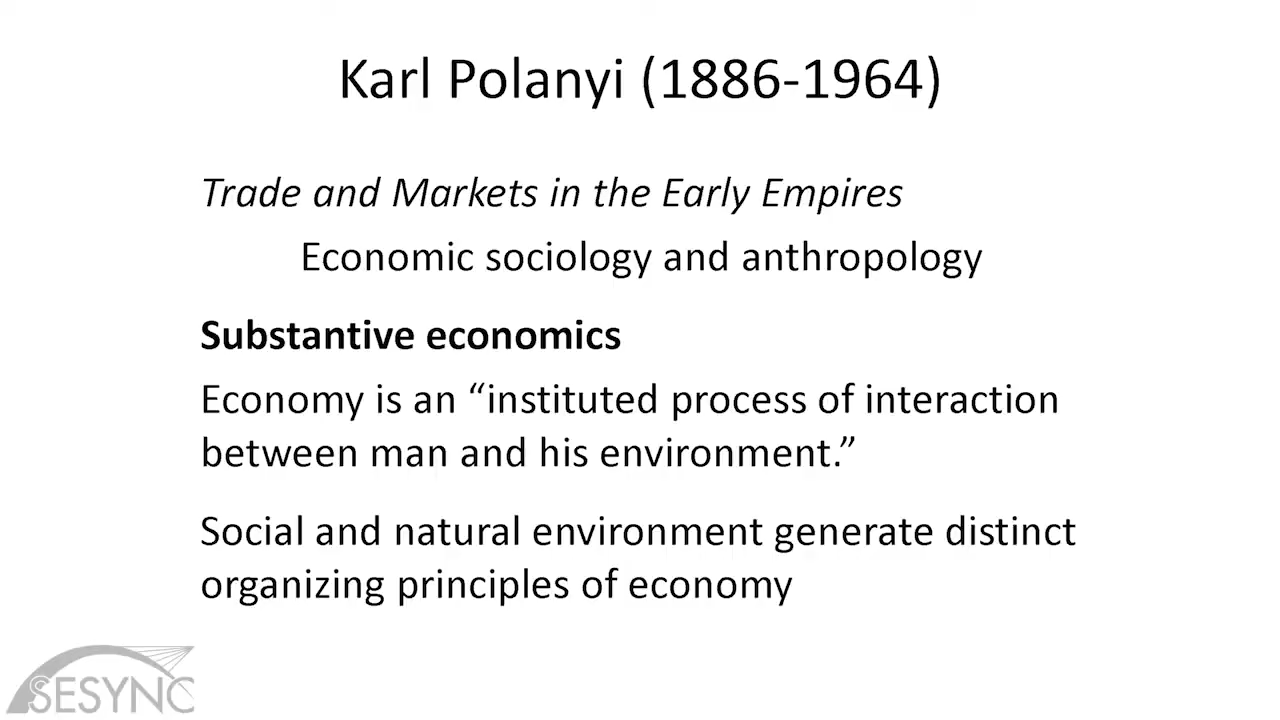 Karl Polanyi (1886-1964)
Trade and Markets in the Early Empires
Economic sociology and anthropology
Substantive economics
Economy is an “instituted process of interaction
between man and his environment.”
Social and natural environment generate distinct
organizing principles of economy
SESYNC